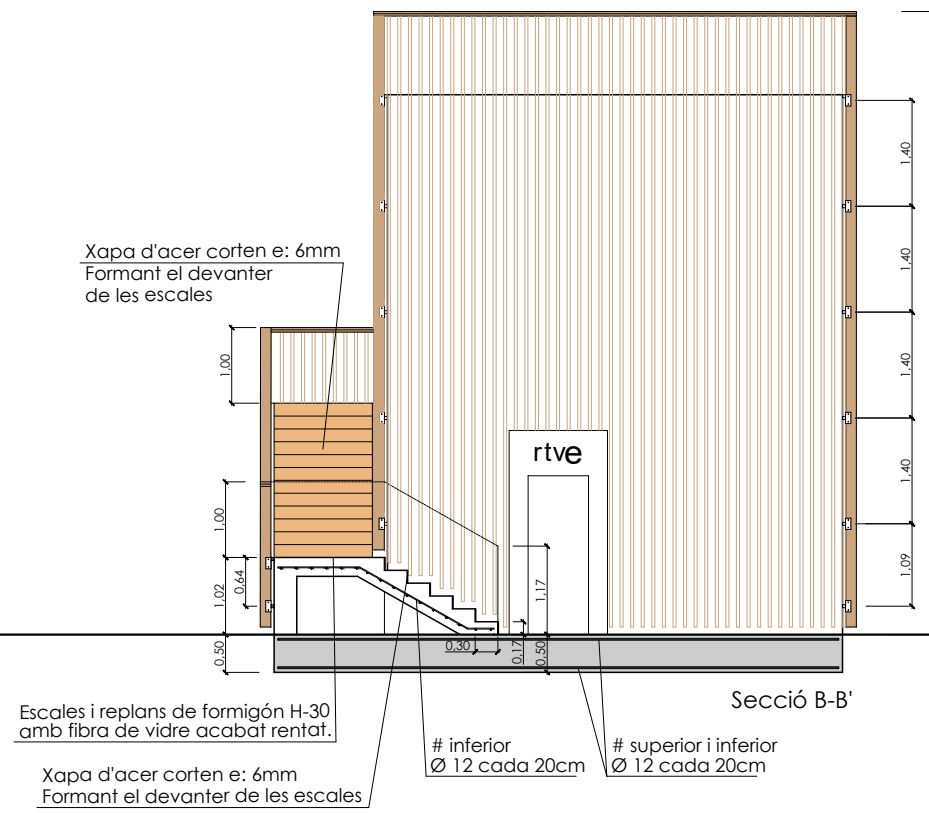 1,40
1,40
Xapa d'acer corten e: 6mm
Formant el devanter
de les escales
1,00
1,40
rtve
1,40
1,00
1,09
0,64
1,02
1,17
0,50
0,30
0,17
0,50
Secció B-B'
Escales i replans de formigón H-30
amb fibra de vidre acabat rentat.
# inferior
Ø 12 cada 20cm
# superior i inferior
Ø 12 cada 20cm
Xapa d'acer corten e: 6mm
Formant el devanter de les escales